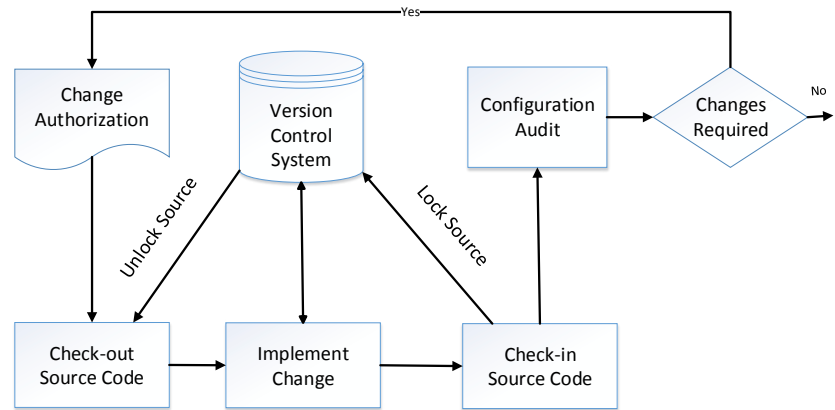 Yes
Change
Authorization
Version
Control
System
Configuration
Audit
Changes
Required
No
Unlock Source
Lock Source
Check-out
Source Code
Implement
Change
Check-in
Source Code